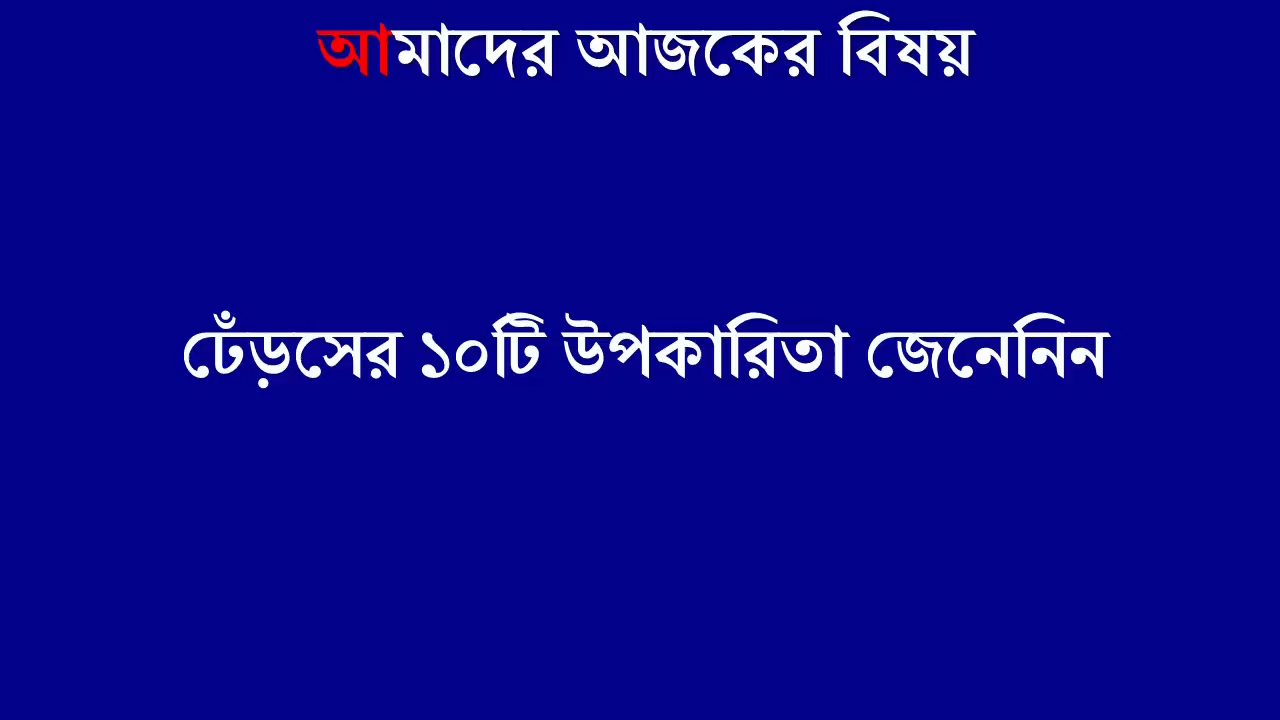 আমাদের আজকের বিষয়
ঢেঁড়সের ১০টি উপকারিতা জেনেনিন